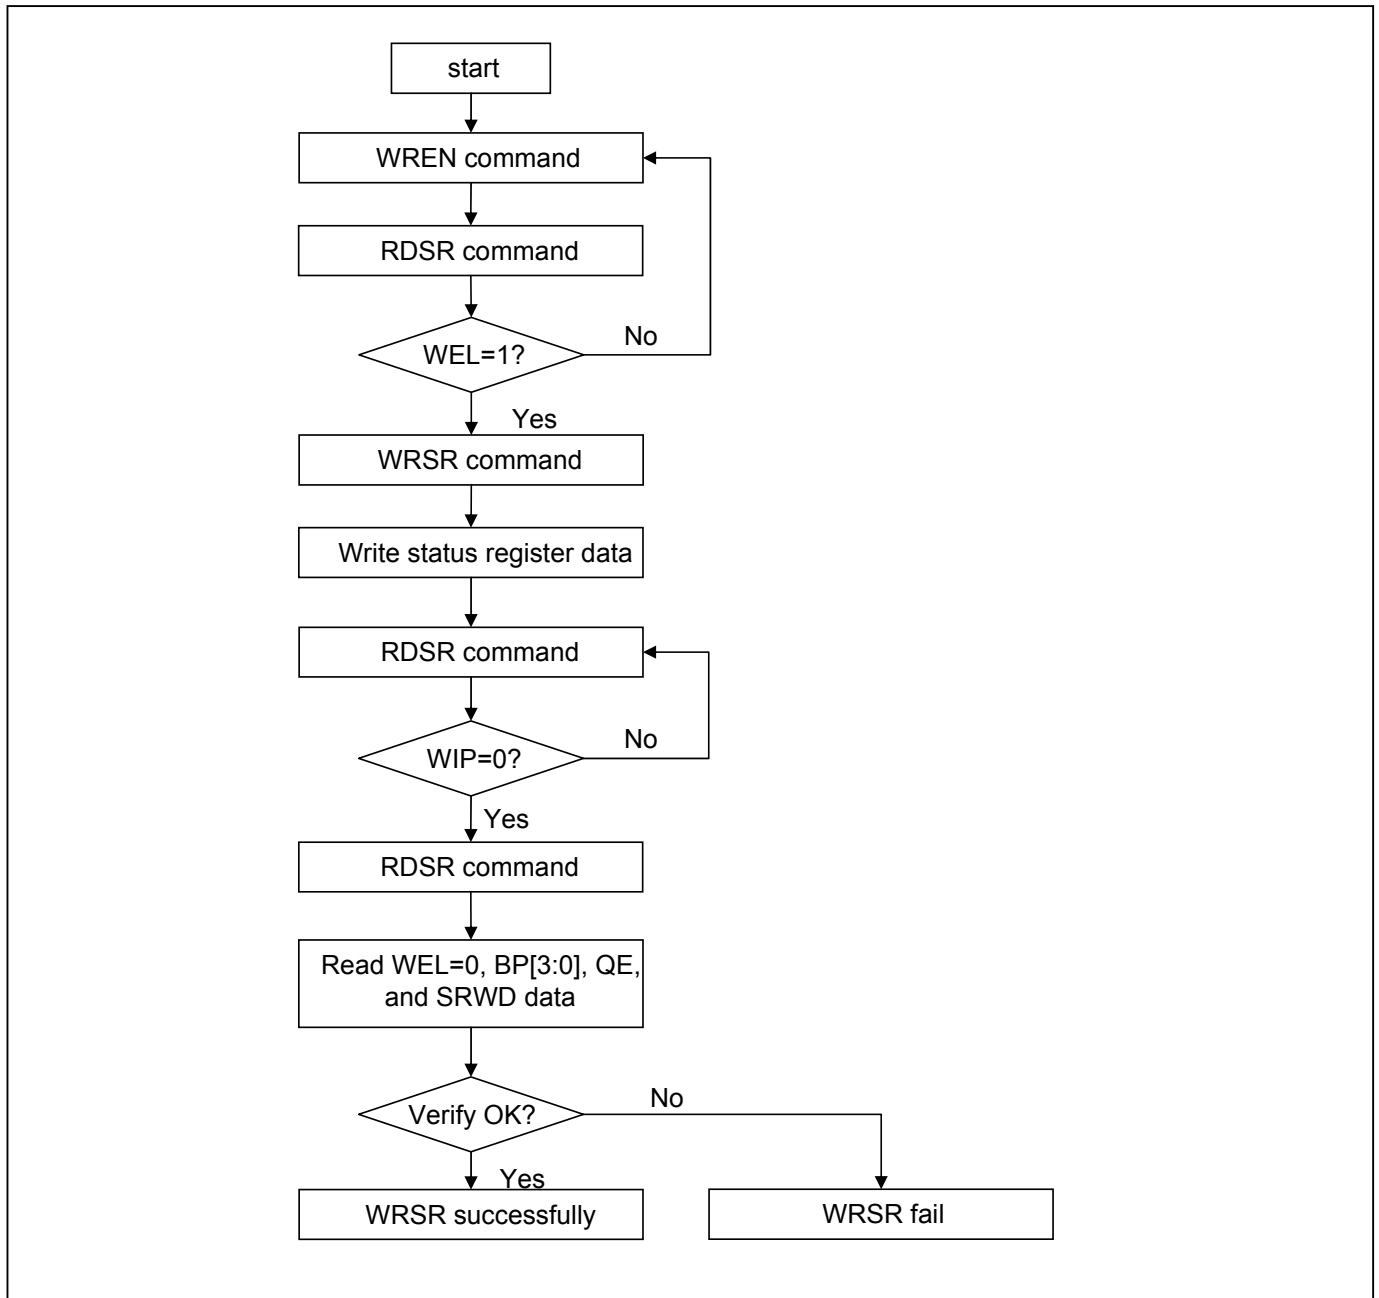 start
WREN command
RDSR command
No
WEL=1?
Yes
WRSR command
Write status register data
RDSR command
No
WIP=0?
Yes
RDSR command
Read WEL=0, BP[3:0], QE,
and SRWD data
No
Verify OK?
Yes
WRSR successfully
WRSR fail